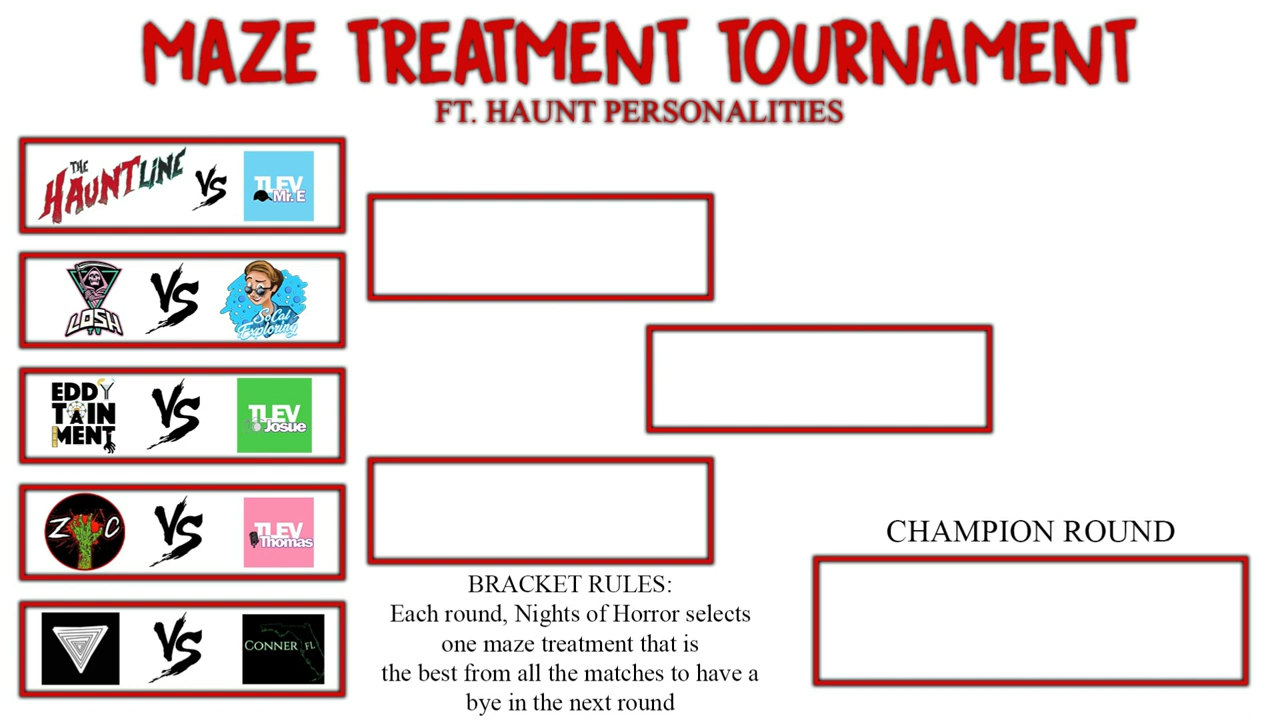 MAZE TREATMENT TOURNAMENT
FT. HAUNT PERSONALITIES
THE
HAUNTLINE
VS
TLEV
Mr. E
LOSH
TV
VS
SoCal
Exploring
EDDY
TAIN
MENT
VS
TLEV
Josue
Z C
VS
TLEV
Thomas
VS
CONNER FL
BRACKET RULES:
Each round, Nights of Horror selects
one maze treatment that is
the best from all the matches to have a
bye in the next round
CHAMPION ROUND